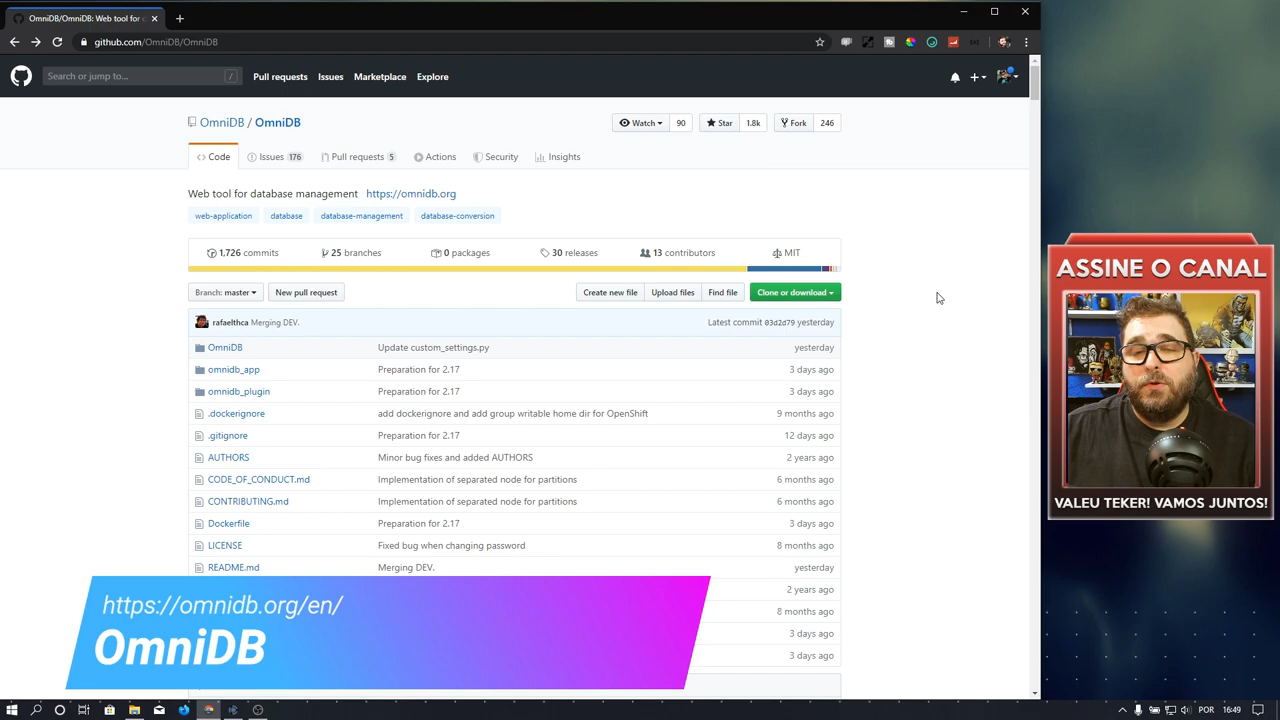 OmniDB/OmniDB: Web tool for
github.com/OmniDB/OmniDB
Search or jump to... /
Pull requests Issues Marketplace Explore
OmniDB / OmniDB
Watch 90 Star 1.8k Fork 246
Code Issues 176 Pull requests 5 Actions Security Insights
Web tool for database management https://omnidb.org
web-application database database-management database-conversion
1,726 commits 25 branches 0 packages 30 releases 13 contributors MIT
Branch: master New pull request Create new file Upload files Find file Clone or download
rafaelthca Merging DEV. Latest commit 03d2d79 yesterday
OmniDB Update custom_settings.py yesterday
omnidb_app Preparation for 2.17 3 days ago
omnidb_plugin Preparation for 2.17 3 days ago
.dockerignore add dockerignore and add group writable home dir for OpenShift 9 months ago
.gitignore Preparation for 2.17 12 days ago
AUTHORS Minor bug fixes and added AUTHORS 2 years ago
CODE_OF_CONDUCT.md Implementation of separated node for partitions 6 months ago
CONTRIBUTING.md Implementation of separated node for partitions 6 months ago
Dockerfile Preparation for 2.17 3 days ago
LICENSE Fixed bug when changing password 8 months ago
README.md Merging DEV. yesterday
2 years ago
8 months ago
3 days ago
3 days ago
https://omnidb.org/en/
OmniDB
ASSINE O CANAL
VALEU TEKER! VAMOS JUNTOS!
POR 16:49